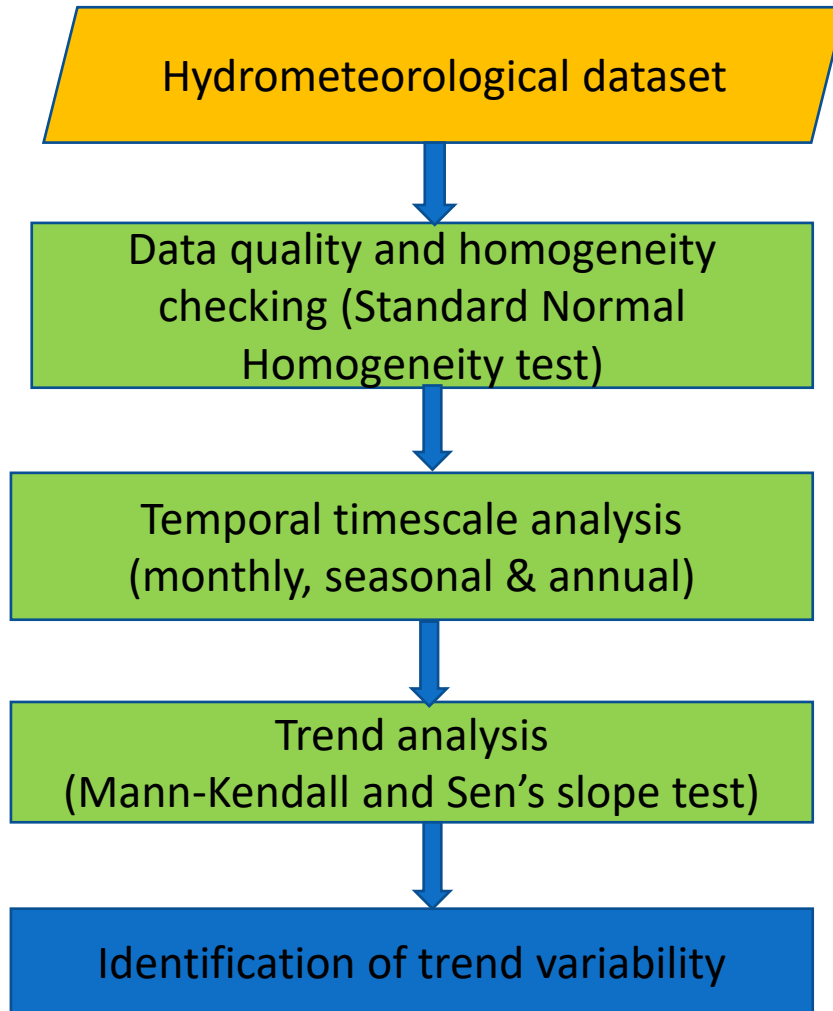 Hydrometeorological dataset
Data quality and homogeneity
checking (Standard Normal
Homogeneity test)
Temporal timescale analysis
(monthly, seasonal & annual)
Trend analysis
(Mann-Kendall and Sen’s slope test)
Identification of trend variability